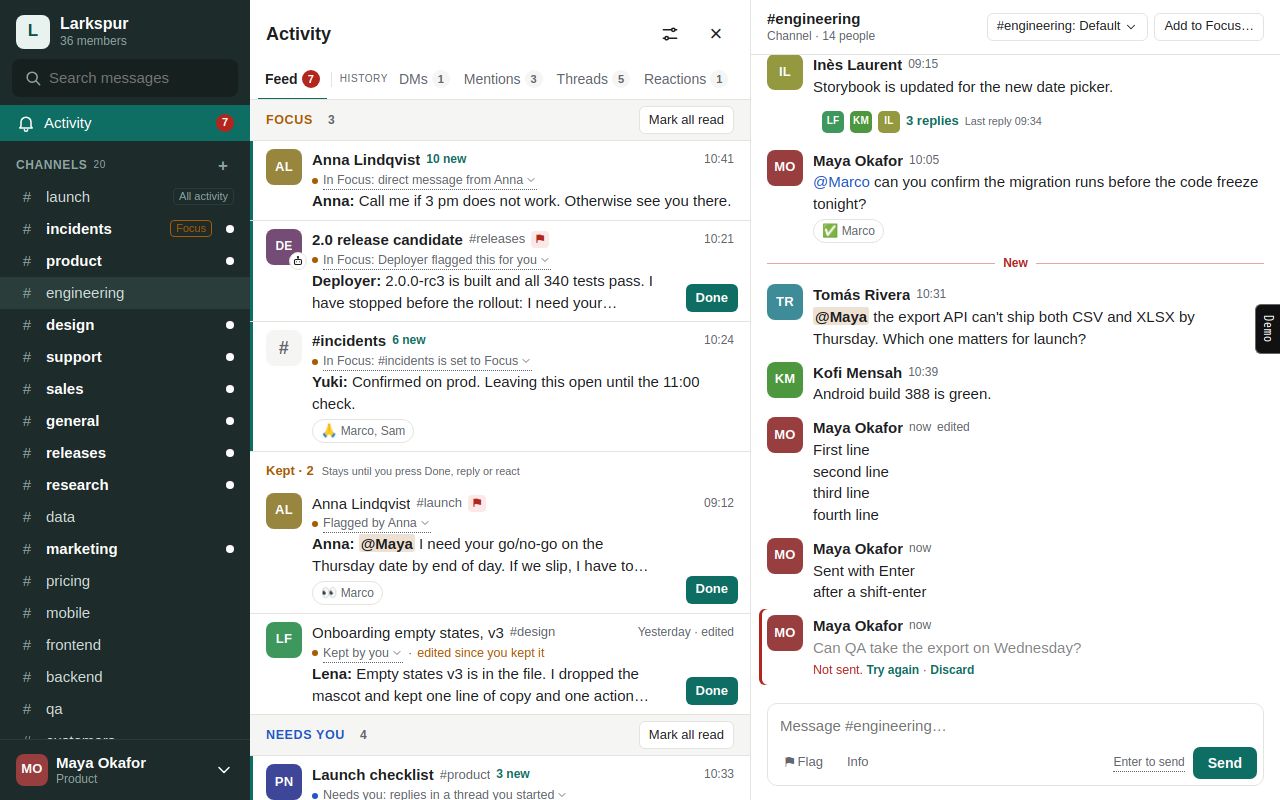 L
Larkspur
36 members
Search messages
Activity
7
CHANNELS 20
+
# launch
All activity
# incidents
Focus
# product
# engineering
# design
# support
# sales
# general
# releases
# research
# data
# marketing
# pricing
# mobile
# frontend
# backend
# qa
# customers
MO
Maya Okafor
Product
Activity
Feed 7
HISTORY
DMs 1
Mentions 3
Threads 5
Reactions 1
FOCUS 3
Mark all read
AL
Anna Lindqvist 10 new
10:41
In Focus: direct message from Anna
Anna: Call me if 3 pm does not work. Otherwise see you there.
DE
2.0 release candidate #releases
10:21
In Focus: Deployer flagged this for you
Deployer: 2.0.0-rc3 is built and all 340 tests pass. I
have stopped before the rollout: I need your…
Done
#
#incidents 6 new
10:24
In Focus: #incidents is set to Focus
Yuki: Confirmed on prod. Leaving this open until the 11:00
check.
🙏 Marco, Sam
Kept · 2 Stays until you press Done, reply or react
AL
Anna Lindqvist #launch
09:12
Flagged by Anna
Anna: @Maya I need your go/no-go on the
Thursday date by end of day. If we slip, I have to…
👀 Marco
Done
LF
Onboarding empty states, v3 #design
Yesterday · edited
Kept by you · edited since you kept it
Lena: Empty states v3 is in the file. I dropped the
mascot and kept one line of copy and one action…
Done
NEEDS YOU 4
Mark all read
PN
Launch checklist #product 3 new
10:33
Needs you: replies in a thread you started
#engineering
Channel · 14 people
#engineering: Default
Add to Focus…
IL
Inès Laurent 09:15
Storybook is updated for the new date picker.
LF KM IL 3 replies Last reply 09:34
MO
Maya Okafor 10:05
@Marco can you confirm the migration runs before the code freeze
tonight?
✅ Marco
New
TR
Tomás Rivera 10:31
@Maya the export API can't ship both CSV and XLSX by
Thursday. Which one matters for launch?
KM
Kofi Mensah 10:39
Android build 388 is green.
MO
Maya Okafor now edited
First line
second line
third line
fourth line
MO
Maya Okafor now
Sent with Enter
after a shift-enter
MO
Maya Okafor now
Can QA take the export on Wednesday?
Not sent. Try again · Discard
Message #engineering…
Flag
Info
Enter to send
Send
Demo